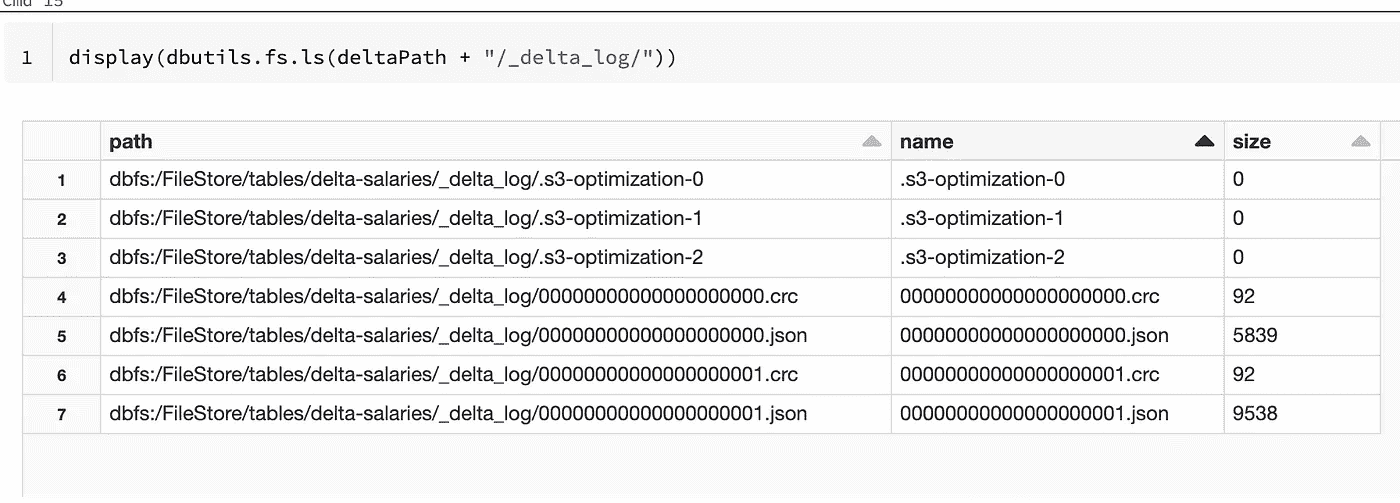 Cmd 15
1 display(dbutils.fs.ls(deltaPath + "/_delta_log/"))
path name size
1 dbfs:/FileStore/tables/delta-salaries/_delta_log/.s3-optimization-0 .s3-optimization-0 0
2 dbfs:/FileStore/tables/delta-salaries/_delta_log/.s3-optimization-1 .s3-optimization-1 0
3 dbfs:/FileStore/tables/delta-salaries/_delta_log/.s3-optimization-2 .s3-optimization-2 0
4 dbfs:/FileStore/tables/delta-salaries/_delta_log/00000000000000000000.crc 00000000000000000000.crc 92
5 dbfs:/FileStore/tables/delta-salaries/_delta_log/00000000000000000000.json 00000000000000000000.json 5839
6 dbfs:/FileStore/tables/delta-salaries/_delta_log/00000000000000000001.crc 00000000000000000001.crc 92
7 dbfs:/FileStore/tables/delta-salaries/_delta_log/00000000000000000001.json 00000000000000000001.json 9538